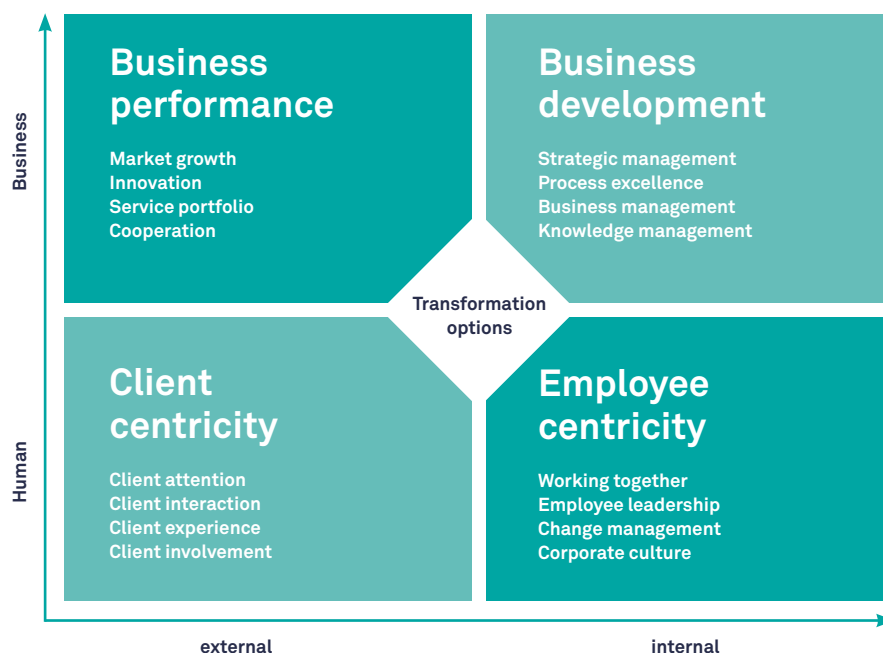 Business
Business
performance
Market growth
Innovation
Service portfolio
Cooperation
Business
development
Strategic management
Process excellence
Business management
Knowledge management
Transformation
options
Human
Client
centricity
Client attention
Client interaction
Client experience
Client involvement
Employee
centricity
Working together
Employee leadership
Change management
Corporate culture
external
internal